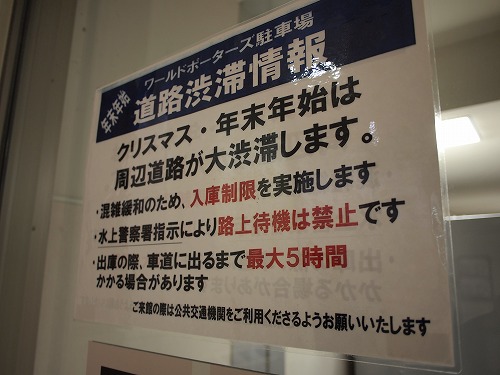 年末年始
ワールドポーターズ駐車場
道路渋滞情報
クリスマス・年末年始は
周辺道路が大渋滞します。
・混雑緩和のため、入庫制限を実施します
・水上警察署指示により路上待機は禁止です
・出庫の際、車道に出るまで最大5時間
かかる場合があります
ご来館の際は公共交通機関をご利用くださるようお願いいたします